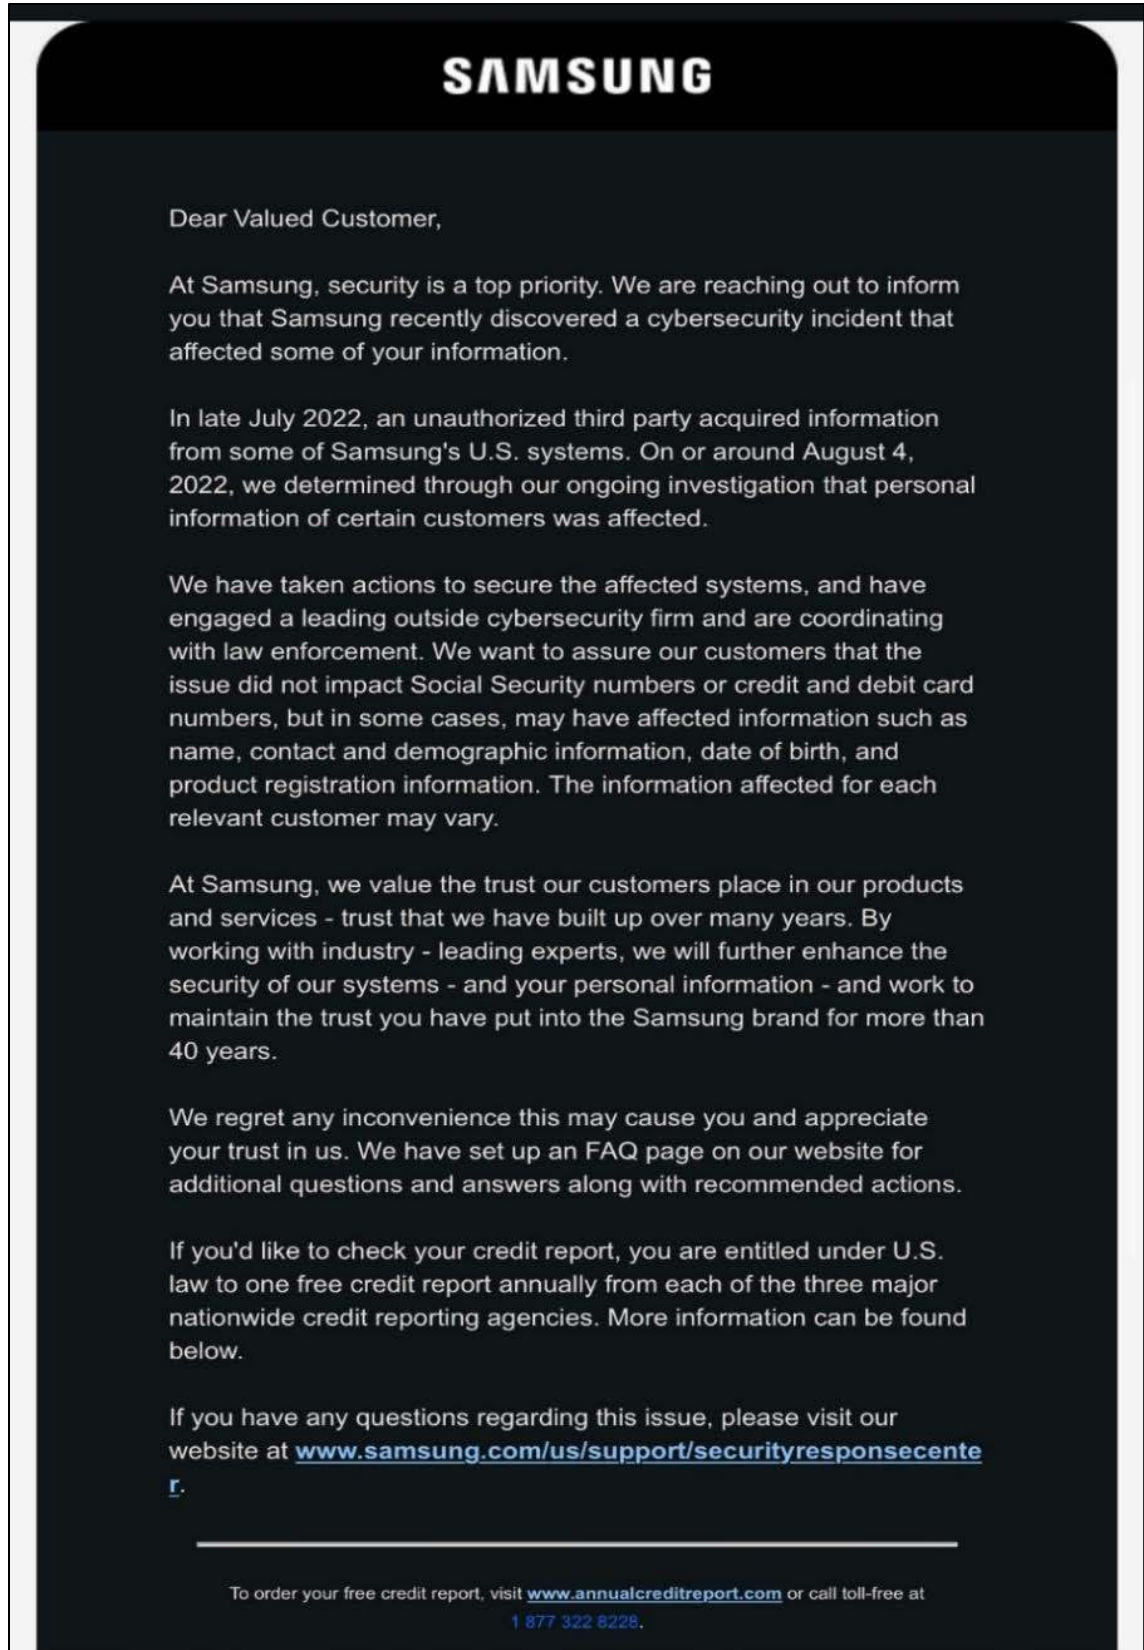 SAMSUNG
Dear Valued Customer,
At Samsung, security is a top priority. We are reaching out to inform
you that Samsung recently discovered a cybersecurity incident that
affected some of your information.
In late July 2022, an unauthorized third party acquired information
from some of Samsung's U.S. systems. On or around August 4,
2022, we determined through our ongoing investigation that personal
information of certain customers was affected.
We have taken actions to secure the affected systems, and have
engaged a leading outside cybersecurity firm and are coordinating
with law enforcement. We want to assure our customers that the
issue did not impact Social Security numbers or credit and debit card
numbers, but in some cases, may have affected information such as
name, contact and demographic information, date of birth, and
product registration information. The information affected for each
relevant customer may vary.
At Samsung, we value the trust our customers place in our products
and services - trust that we have built up over many years. By
working with industry - leading experts, we will further enhance the
security of our systems - and your personal information - and work to
maintain the trust you have put into the Samsung brand for more than
40 years.
We regret any inconvenience this may cause you and appreciate
your trust in us. We have set up an FAQ page on our website for
additional questions and answers along with recommended actions.
If you'd like to check your credit report, you are entitled under U.S.
law to one free credit report annually from each of the three major
nationwide credit reporting agencies. More information can be found
below.
If you have any questions regarding this issue, please visit our
website at www.samsung.com/us/support/securityresponsecente
r.
To order your free credit report, visit www.annualcreditreport.com or call toll-free at
1 877 322 8228.